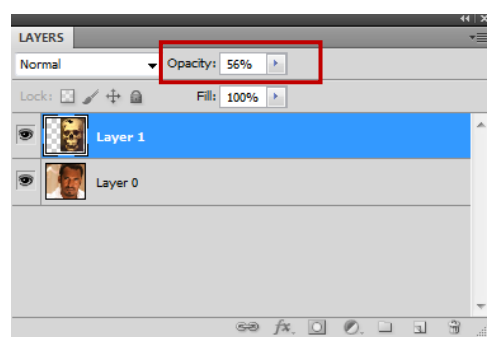 LAYERS
Normal Opacity: 56%
Lock: Fill: 100%
Layer 1
Layer 0
fx.